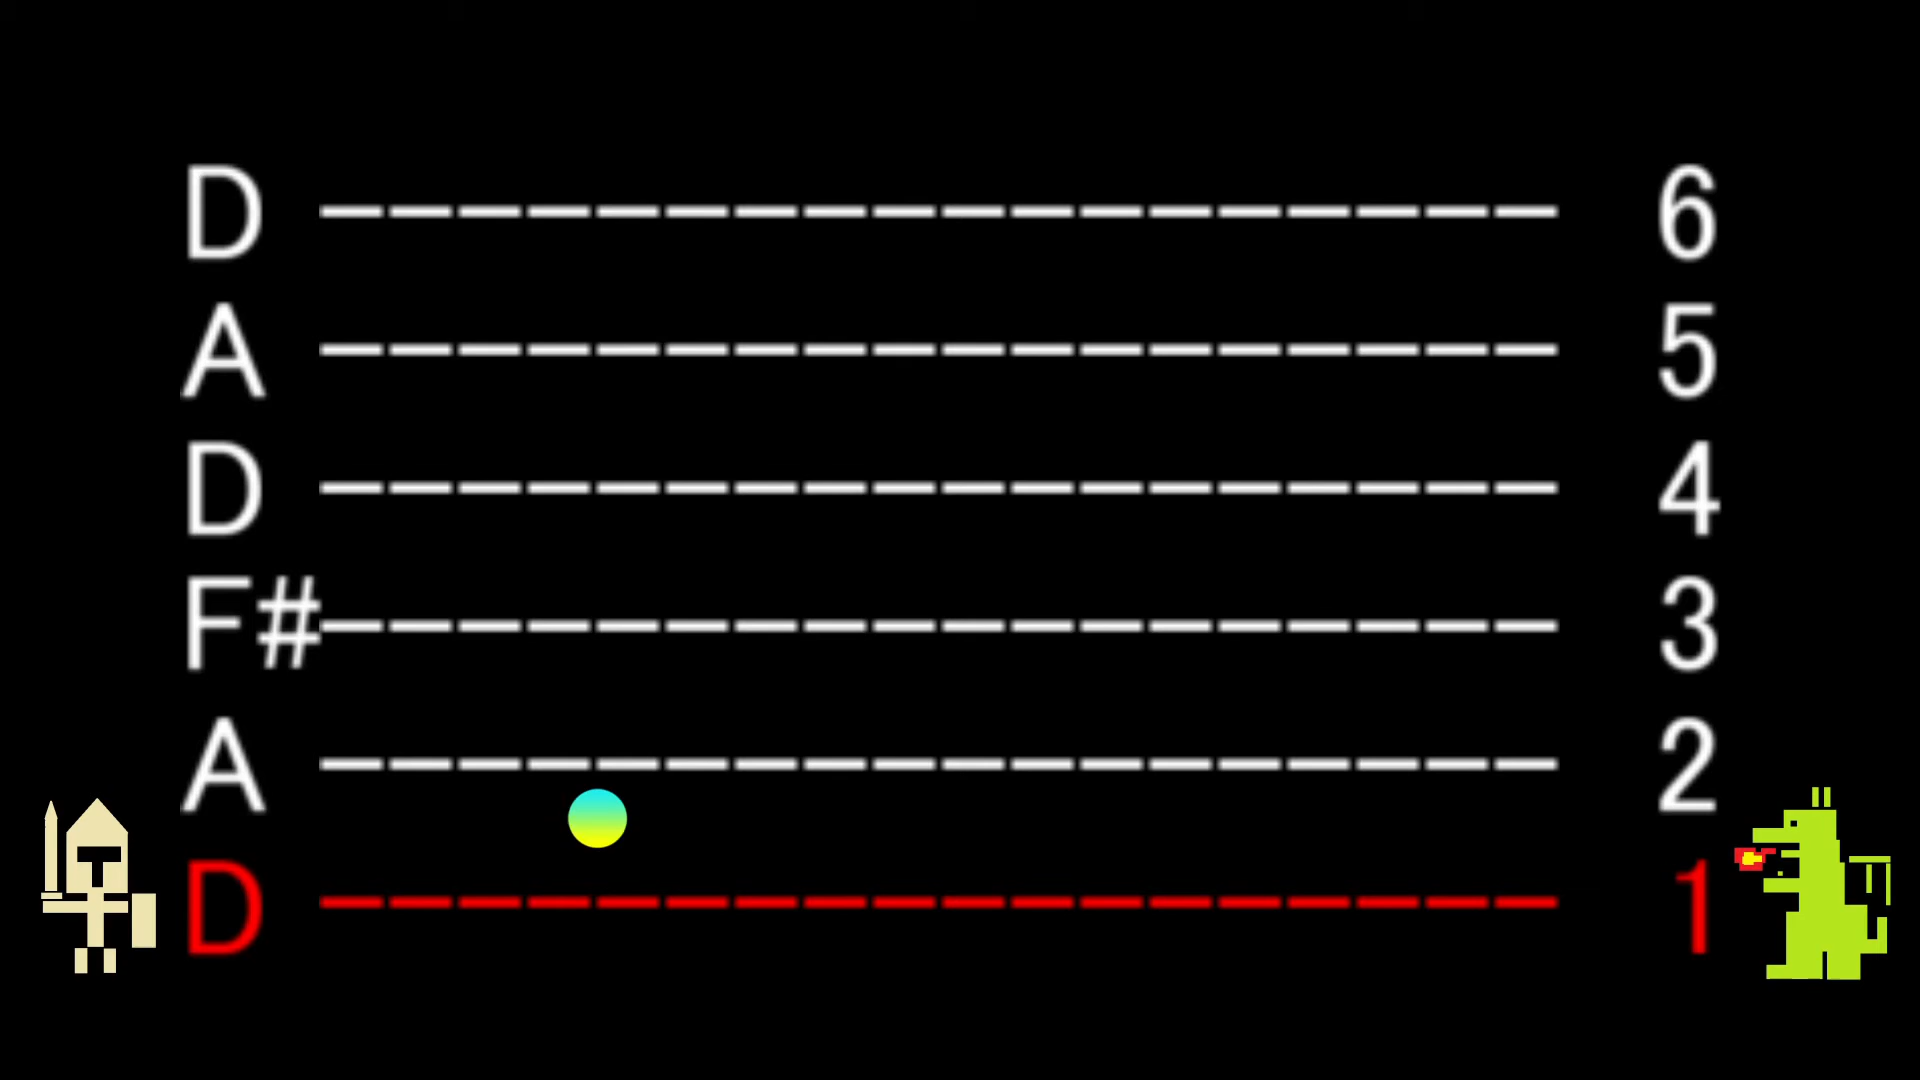 D ------------------ 6
A ------------------ 5
D ------------------ 4
F#------------------ 3
A ------------------ 2
D ------------------ 1